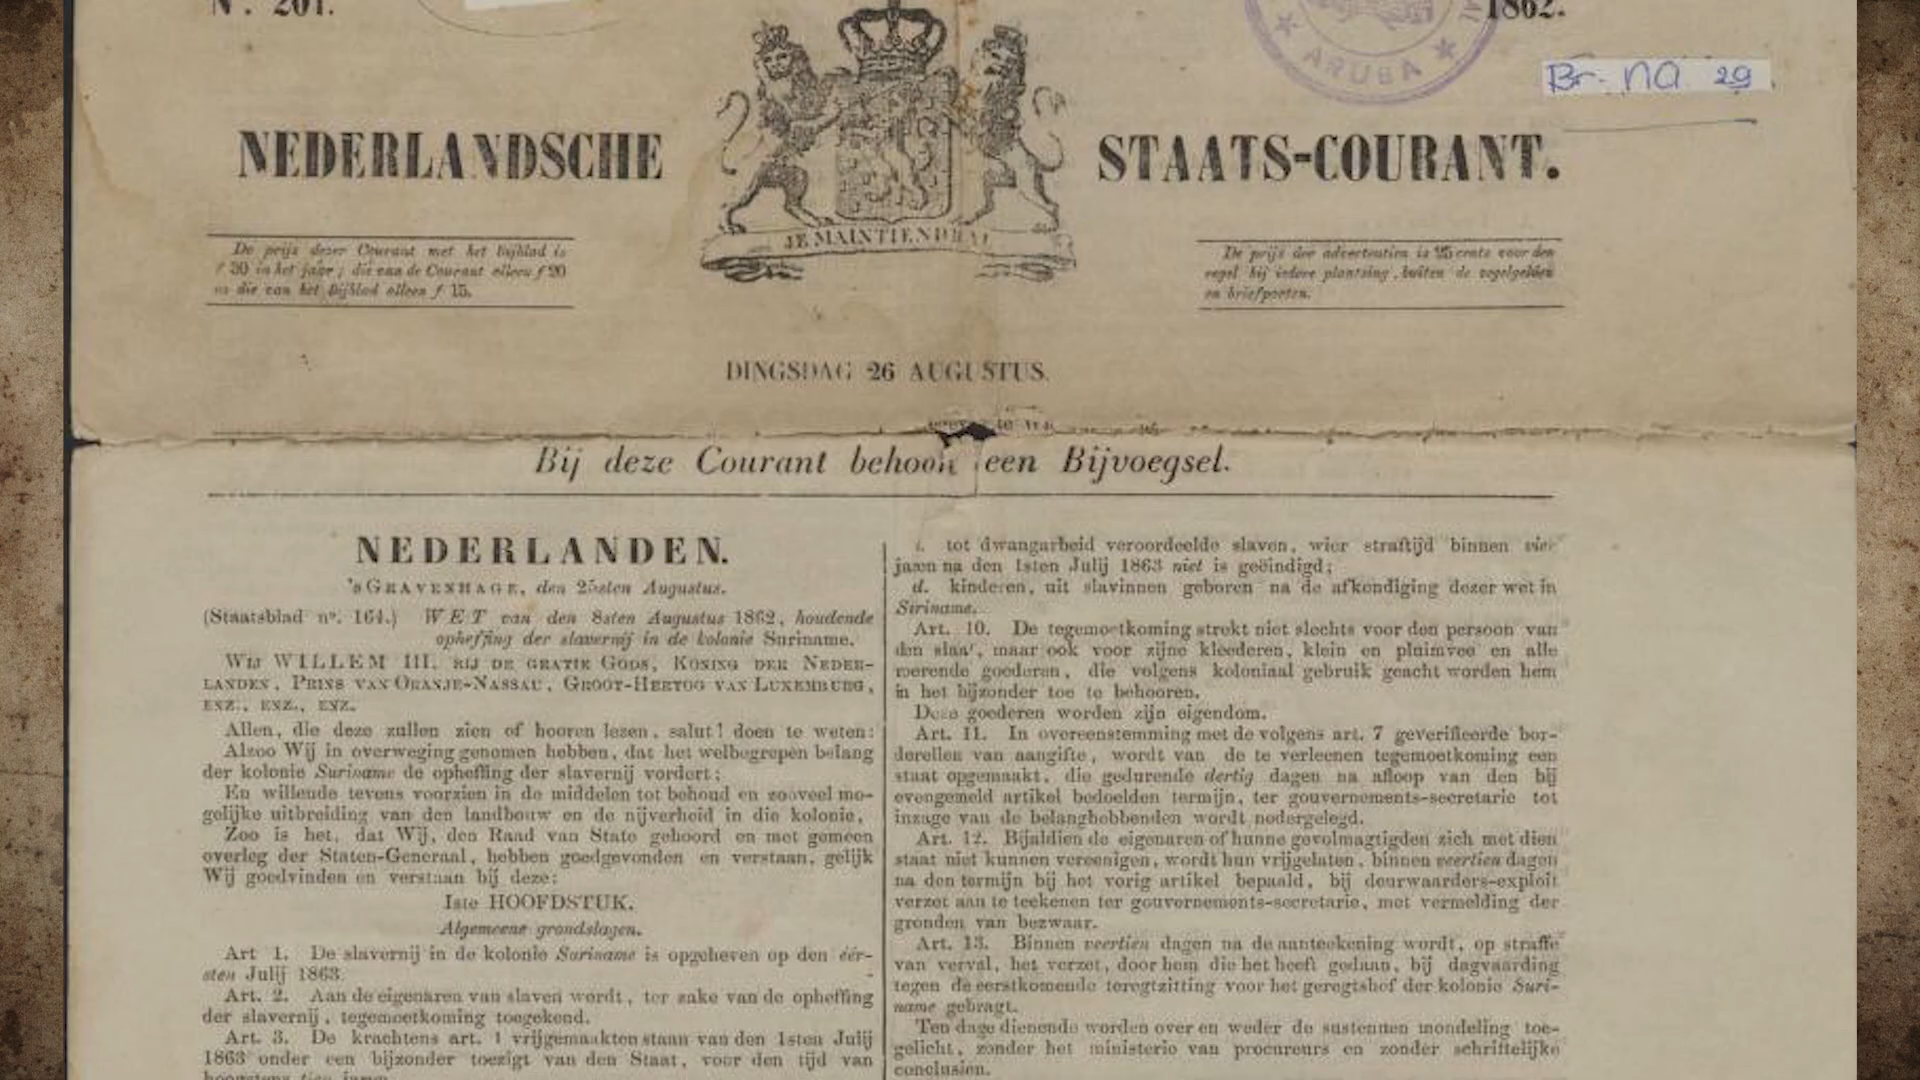 N°. 201.
1862.
ARUBA
Br. na 29
NEDERLANDSCHE
STAATS-COURANT.
JE MAINTIENDRAI
De prijs dezer Courant met het Bijblad is
f 30 in het jaar; die van de Courant alleen f 20
en die van het Bijblad alleen f 15.
De prijs der advertentien is 25 cents voor den
regel bij iedere plaatsing, buiten de zegelgelden
en briefporten.
DINGSDAG 26 AUGUSTUS.
Bij deze Courant behoort een Bijvoegsel.
NEDERLANDEN.
'sGRAVENHAGE, den 25sten Augustus.
(Staatsblad n°. 164.) WET van den 8sten Augustus 1862, houdende
opheffing der slavernij in de kolonie Suriname.
WIJ WILLEM III, BIJ DE GRATIE GODS, KONING DER NEDER-
LANDEN, PRINS VAN ORANJE-NASSAU, GROOT-HERTOG VAN LUXEMBURG,
ENZ., ENZ., ENZ.
Allen, die deze zullen zien of hooren lezen, salut! doen te weten:
Alzoo Wij in overweging genomen hebben, dat het welbegrepen belang
der kolonie Suriname de opheffing der slavernij vordert;
En willende tevens voorzien in de middelen tot behoud en zooveel mo-
gelijke uitbreiding van den landbouw en de nijverheid in die kolonie,
Zoo is het, dat Wij, den Raad van State gehoord en met gemeen
overleg der Staten-Generaal, hebben goedgevonden en verstaan, gelijk
Wij goedvinden en verstaan bij deze:
Iste HOOFDSTUK.
Algemeene grondslagen.
Art 1. De slavernij in de kolonie Suriname is opgeheven op den éér-
sten Julij 1863.
Art. 2. Aan de eigenaren van slaven wordt, ter zake van de opheffing
der slavernij, tegemoetkoming toegekend.
Art. 3. De krachtens art. 1 vrijgemaakten staan van den 1sten Julij
1863 onder een bijzonder toezigt van den Staat, voor den tijd van
hoogstens tien jaren.
tot dwangarbeid veroordeelde slaven, wier straftijd binnen vier
jaren na den 1sten Julij 1863 niet is geëindigd;
d. kinderen, uit slavinnen geboren na de afkondiging dezer wet in
Suriname.
Art. 10. De tegemoetkoming strekt niet slechts voor den persoon van
den slaaf, maar ook voor zijne kleederen, klein en pluimvee en alle
roerende goederen, die volgens koloniaal gebruik geacht worden hem
in het bijzonder toe te behooren.
Deze goederen worden zijn eigendom.
Art. 11. In overeenstemming met de volgens art. 7 geverifieerde bor-
derellen van aangifte, wordt van de te verleenen tegemoetkoming een
staat opgemaakt, die gedurende dertig dagen na afloop van den bij
evengemeld artikel bedoelden termijn, ter gouvernements-secretarie tot
inzage van de belanghebbenden wordt nedergelegd.
Art. 12. Bijaldien de eigenaren of hunne gevolmagtigden zich met dien
staat niet kunnen vereenigen, wordt hun vrijgelaten, binnen veertien dagen
na den termijn bij het vorig artikel bepaald, bij deurwaarders-exploit
verzet aan te teekenen ter gouvernements-secretarie, met vermelding der
gronden van bezwaar.
Art. 13. Binnen veertien dagen na de aanteekening wordt, op straffe
van verval, het verzet, door hem die het heeft gedaan, bij dagvaarding
tegen de eerstkomende teregtzitting voor het geregtshof der kolonie Suri-
name gebragt.
Ten dage dienende worden over en weder de sustenuen mondeling toe-
gelicht, zonder het ministerie van procureurs en zonder schriftelijke
conclusien.